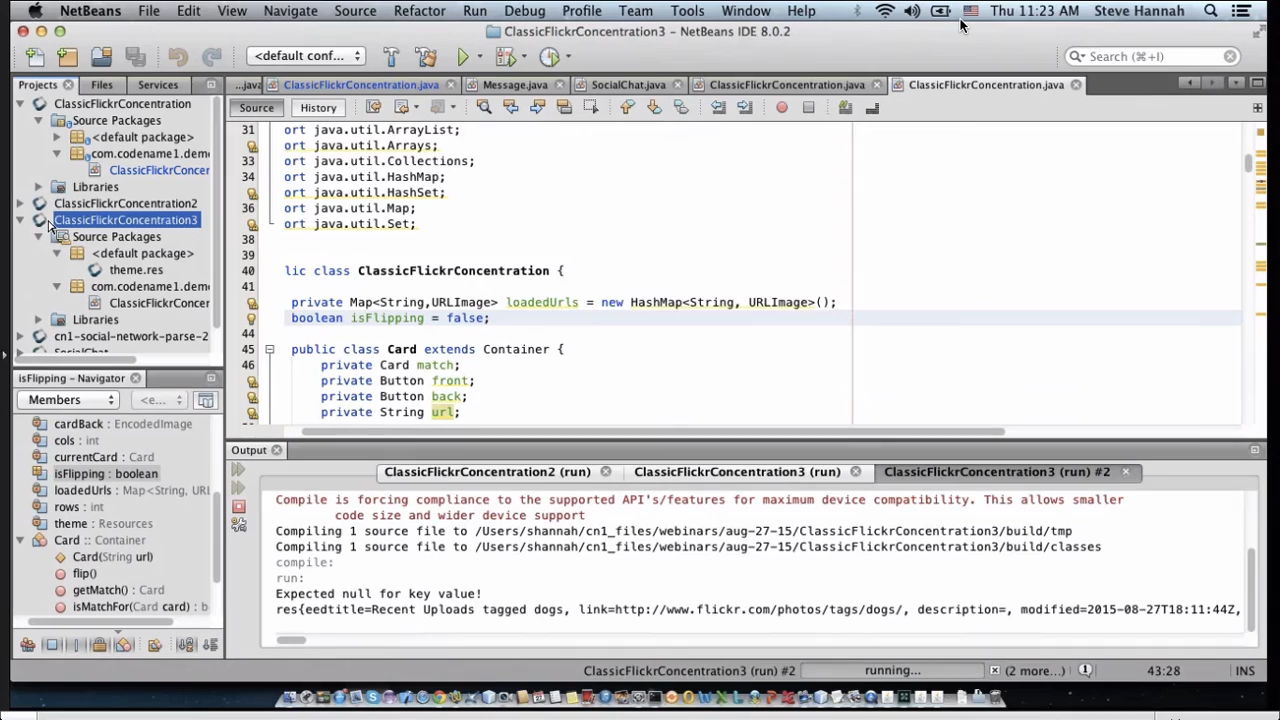 NetBeans File Edit View Navigate Source Refactor Run Debug Profile Team Tools Window Help Thu 11:23 AM Steve Hannah
ClassicFlickrConcentration3 – NetBeans IDE 8.0.2
<default conf... Search (⌘+I)
Projects Files Services
...java ClassicFlickrConcentration.java Message.java SocialChat.java ClassicFlickrConcentration.java ClassicFlickrConcentration.java
Source History
ClassicFlickrConcentration
Source Packages
<default package>
com.codename1.demo
ClassicFlickrConcer
Libraries
ClassicFlickrConcentration2
ClassicFlickrConcentration3
Source Packages
<default package>
theme.res
com.codename1.demo
ClassicFlickrConcer
Libraries
cn1-social-network-parse-2
SocialChat
31 ort java.util.ArrayList;
ort java.util.Arrays;
33 ort java.util.Collections;
34 ort java.util.HashMap;
ort java.util.HashSet;
36 ort java.util.Map;
ort java.util.Set;
38
39
40 lic class ClassicFlickrConcentration {
41
private Map<String,URLImage> loadedUrls = new HashMap<String, URLImage>();
boolean isFlipping = false;
44
45 public class Card extends Container {
46 private Card match;
private Button front;
private Button back;
private String url;
isFlipping – Navigator
Members <e...
cardBack : EncodedImage
cols : int
currentCard : Card
isFlipping : boolean
loadedUrls : Map<String, URLI
rows : int
theme : Resources
Card :: Container
Card(String url)
flip()
getMatch() : Card
isMatchFor(Card card) : b
Output
ClassicFlickrConcentration2 (run) ClassicFlickrConcentration3 (run) ClassicFlickrConcentration3 (run) #2
Compile is forcing compliance to the supported API's/features for maximum device compatibility. This allows smaller
code size and wider device support
Compiling 1 source file to /Users/shannah/cn1_files/webinars/aug-27-15/ClassicFlickrConcentration3/build/tmp
Compiling 1 source file to /Users/shannah/cn1_files/webinars/aug-27-15/ClassicFlickrConcentration3/build/classes
compile:
run:
Expected null for key value!
res{eedtitle=Recent Uploads tagged dogs, link=http://www.flickr.com/photos/tags/dogs/, description=, modified=2015-08-27T18:11:44Z,
ClassicFlickrConcentration3 (run) #2 running... (2 more...) 43:28 INS